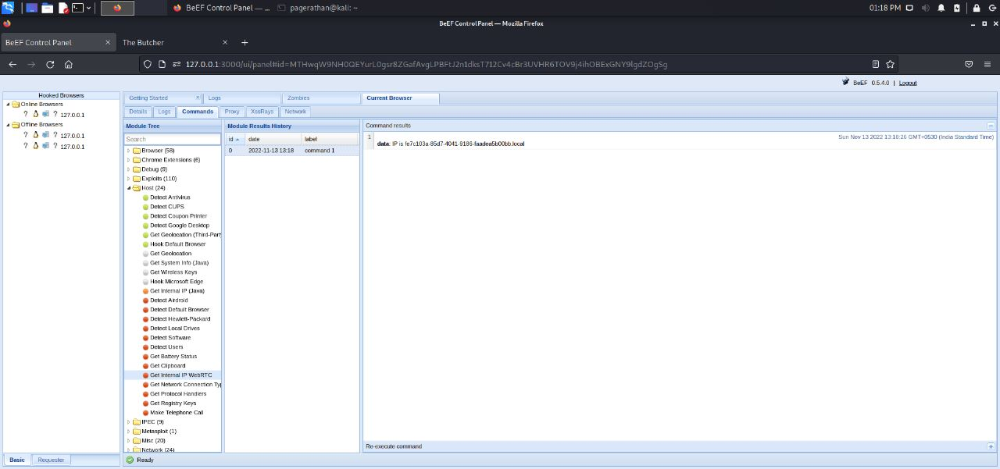 BeEF Control Panel — ...
pagerathan@kali: ~
01:18 PM
BeEF Control Panel — Mozilla Firefox
BeEF Control Panel
The Butcher
127.0.0.1:3000/ui/panel#id=MTHwqW9NH0QEYurL0gsr8ZGafAvgLPBFtJ2n1dksT712Cv4cBr3UVHR6TOV9j4ihOBExGNY9lgdZOgSg
BeEF 0.5.4.0 | Logout
Hooked Browsers
Online Browsers
? ? 127.0.0.1
Offline Browsers
? ? 127.0.0.1
? ? 127.0.0.1
Basic
Requester
Getting Started
Logs
Zombies
Current Browser
Details
Logs
Commands
Proxy
XssRays
Network
Module Tree
Search
Browser (58)
Chrome Extensions (6)
Debug (9)
Exploits (110)
Host (24)
Detect Antivirus
Detect CUPS
Detect Coupon Printer
Detect Google Desktop
Get Geolocation (Third-Party
Hook Default Browser
Get Geolocation
Get System Info (Java)
Get Wireless Keys
Hook Microsoft Edge
Get Internal IP (Java)
Detect Airdroid
Detect Default Browser
Detect Hewlett-Packard
Detect Local Drives
Detect Software
Detect Users
Get Battery Status
Get Clipboard
Get Internal IP WebRTC
Get Network Connection Typ
Get Protocol Handlers
Get Registry Keys
Make Telephone Call
IPEC (9)
Metasploit (1)
Misc (20)
Network (24)
Module Results History
id
date
label
0
2022-11-13 13:18
command 1
Command results
1
Sun Nov 13 2022 13:18:26 GMT+0530 (India Standard Time)
data: IP is fe7c103a-85d7-4041-9186-faadea5b00bb.local
Re-execute command
Ready